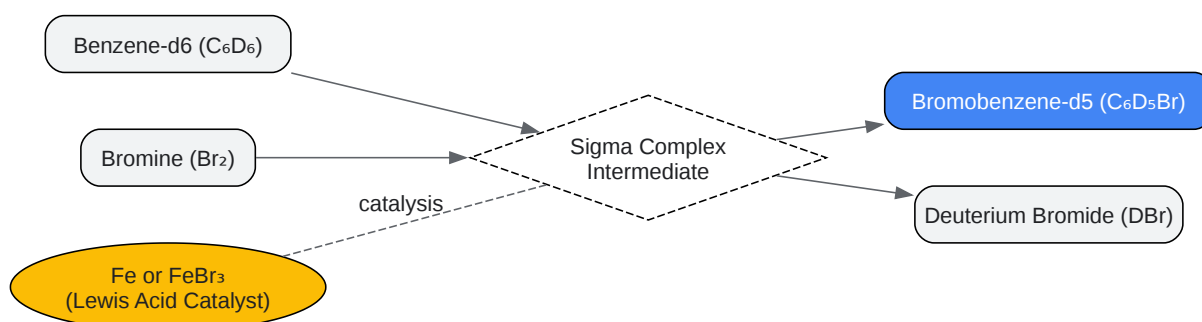 Benzene-d6 (C₆D₆)
Bromine (Br₂)
catalysis
Fe or FeBr₃
(Lewis Acid Catalyst)
Sigma Complex
Intermediate
Bromobenzene-d5 (C₆D₅Br)
Deuterium Bromide (DBr)